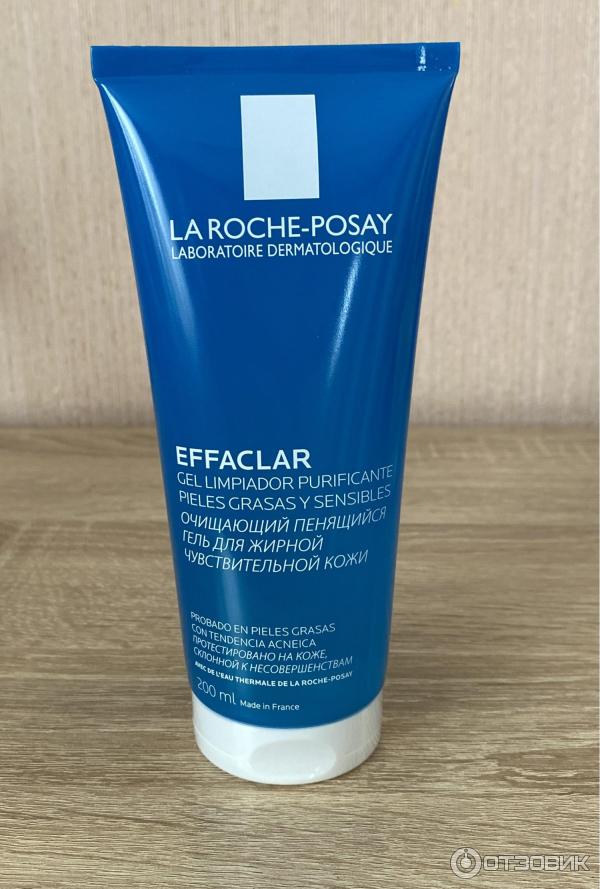 LA ROCHE-POSAY
LABORATOIRE DERMATOLOGIQUE
EFFACLAR
GEL LIMPIADOR PURIFICANTE
PIELES GRASAS Y SENSIBLES
ОЧИЩАЮЩИЙ ПЕНЯЩИЙСЯ
ГЕЛЬ ДЛЯ ЖИРНОЙ
ЧУВСТВИТЕЛЬНОЙ КОЖИ
PROBADO EN PIELES GRASAS
CON TENDENCIA ACNEICA
ПРОТЕСТИРОВАНО НА КОЖЕ,
СКЛОННОЙ К НЕСОВЕРШЕНСТВАМ
AVEC DE L'EAU THERMALE DE LA ROCHE-POSAY
200 ml Made in France
ОТЗОВИК